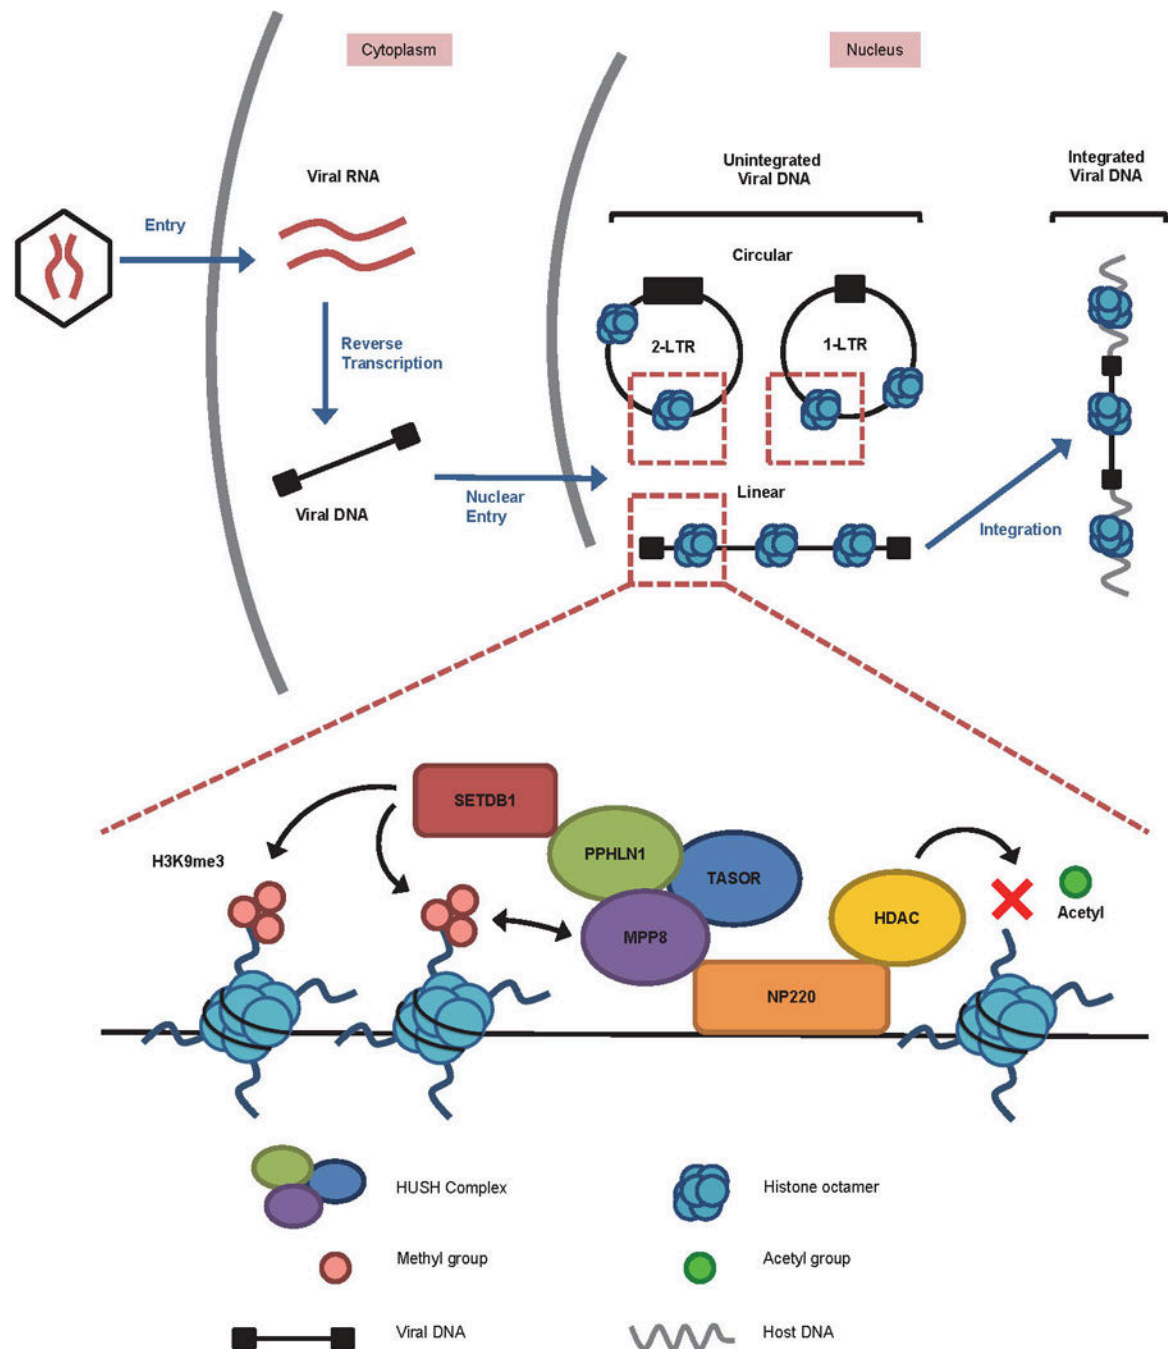 Cytoplasm
Nucleus
Unintegrated
Viral DNA
Integrated
Viral DNA
Viral RNA
Entry
Circular
Reverse
Transcription
2-LTR
1-LTR
Viral DNA
Nuclear
Entry
Linear
Integration
SETDB1
H3K9me3
PPHLN1
TASOR
HDAC
Acetyl
MPP8
NP220
HUSH Complex
Histone octamer
Methyl group
Acetyl group
Viral DNA
Host DNA